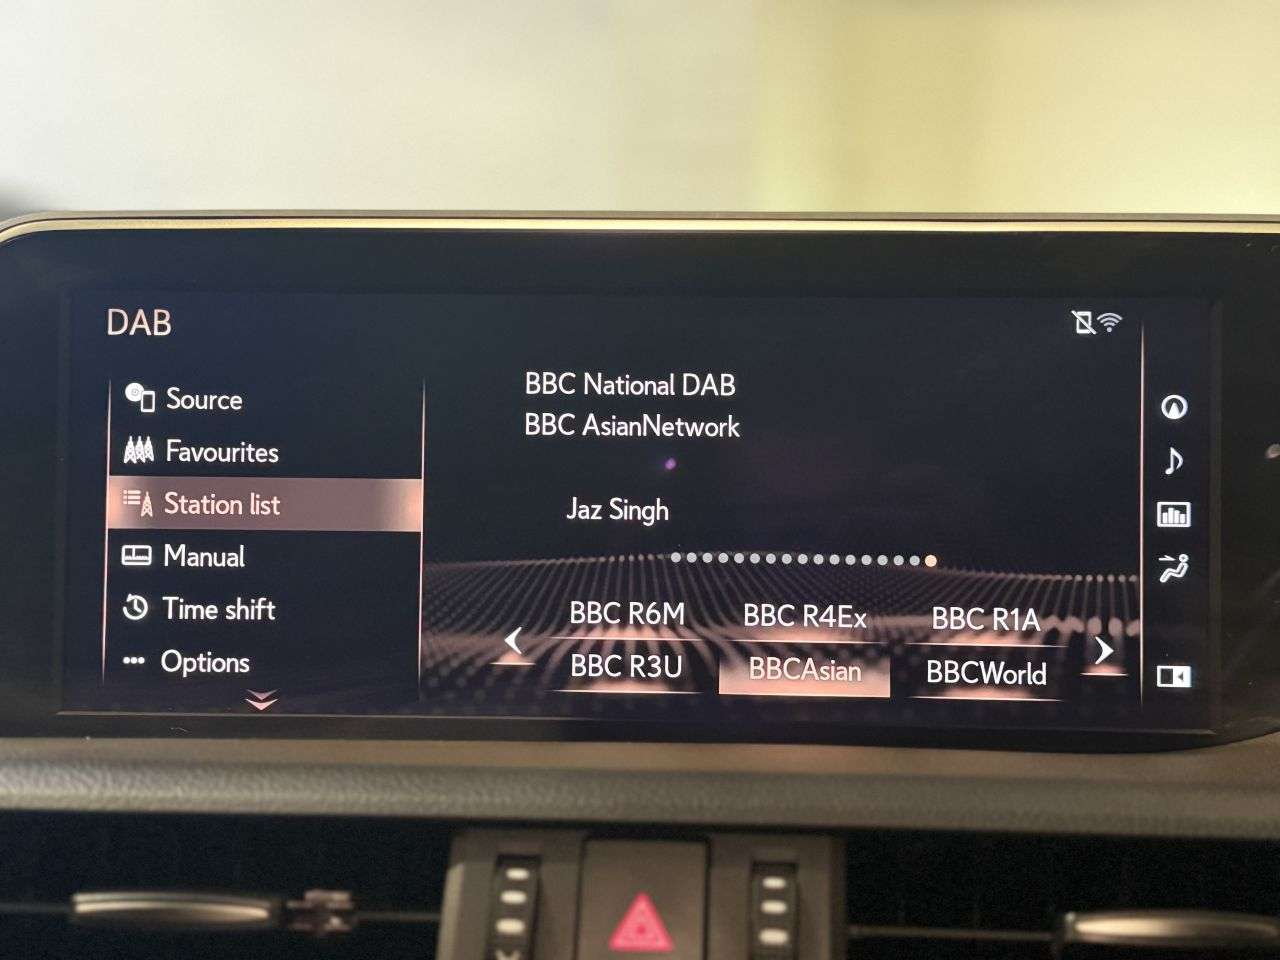 DAB
Source
Favourites
Station list
Manual
Time shift
Options
BBC National DAB
BBC AsianNetwork
Jaz Singh
BBC R6M BBC R4Ex BBC R1A
BBC R3U BBCAsian BBCWorld